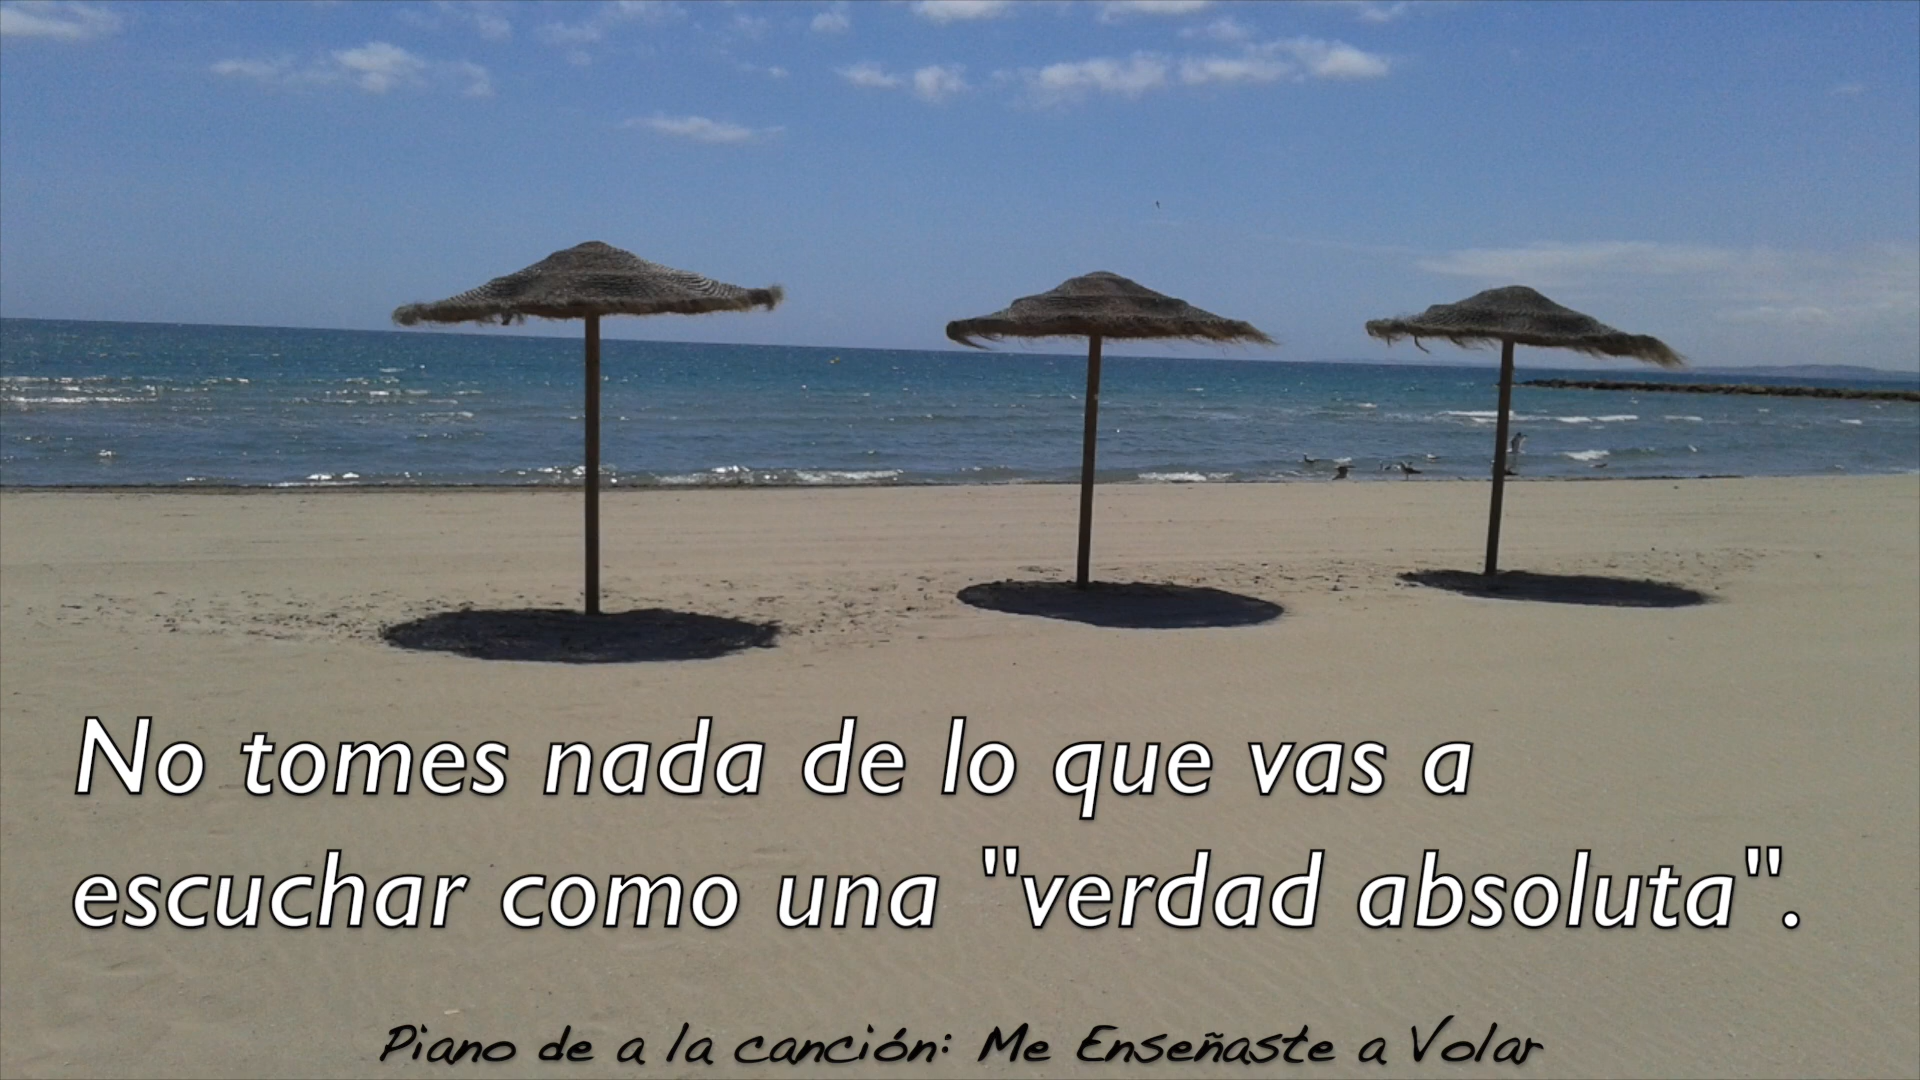 No tomes nada de lo que vas a
escuchar como una "verdad absoluta".
Piano de a la canción: Me Enseñaste a Volar